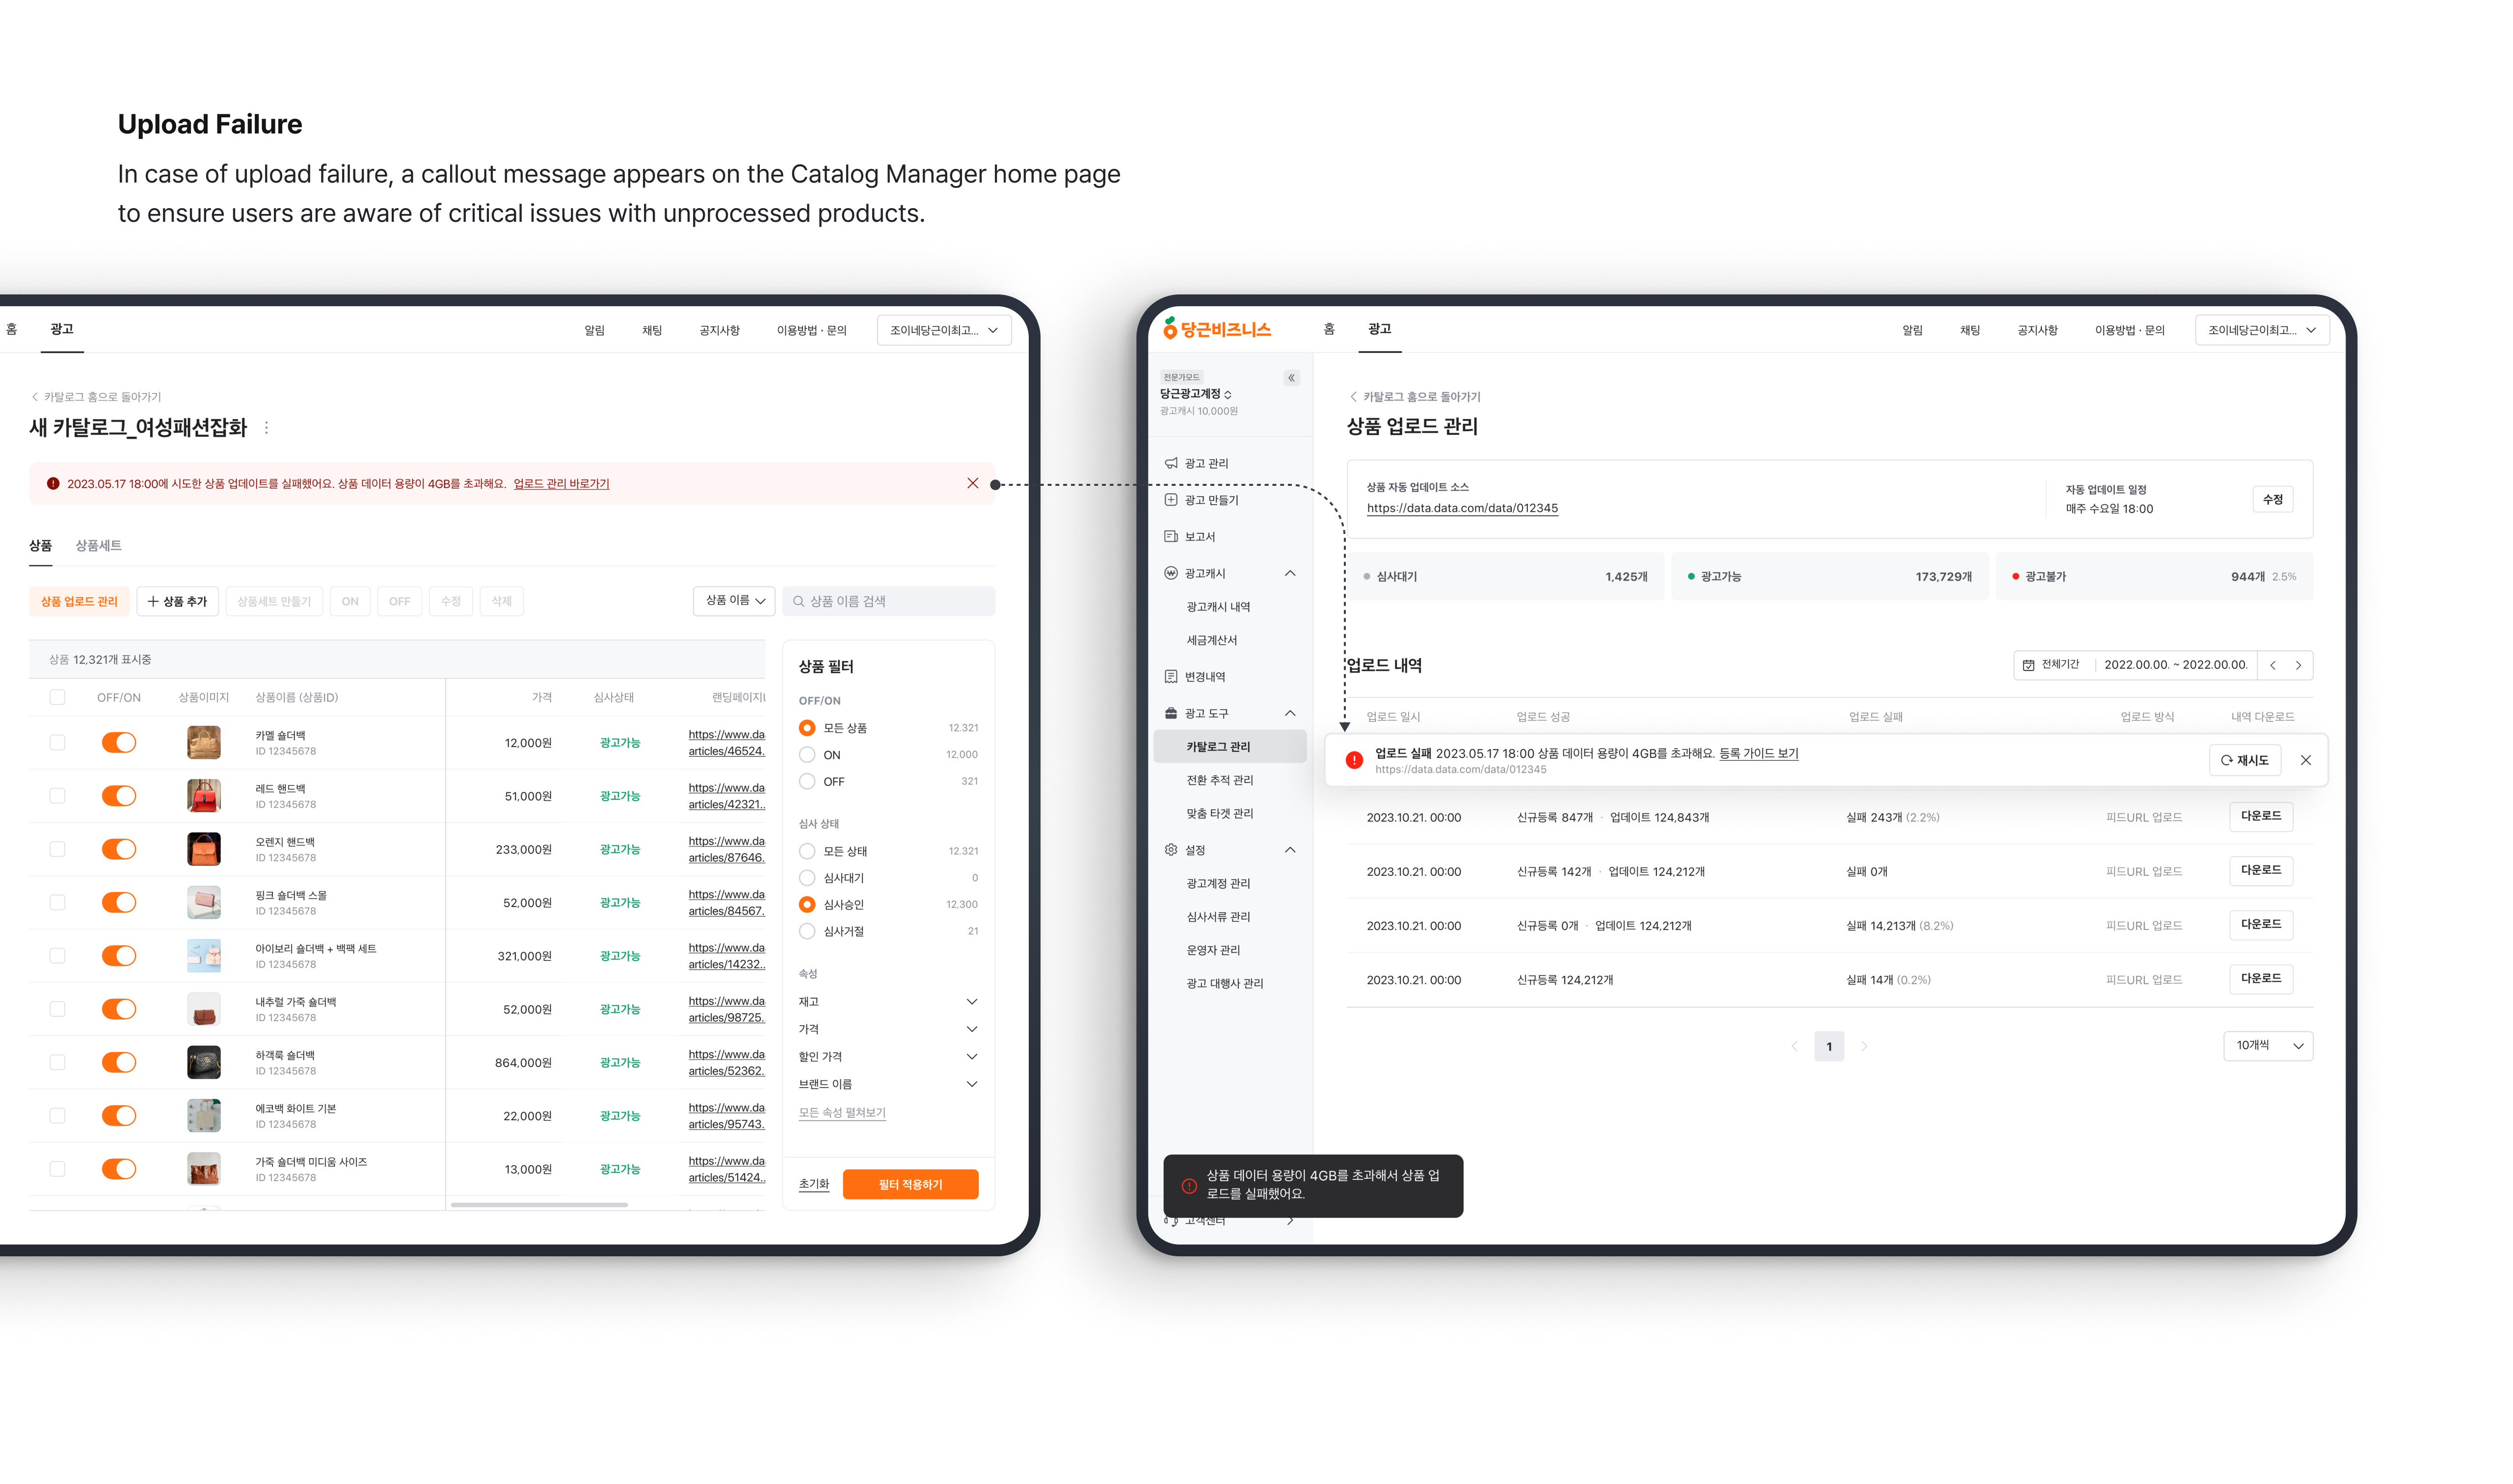 Upload Failure
In case of upload failure, a callout message appears on the Catalog Manager home page
to ensure users are aware of critical issues with unprocessed products.
홈
광고
알림
채팅
공지사항
이용방법 · 문의
조이네당근이최고...
카탈로그 홈으로 돌아가기
새 카탈로그_여성패션잡화
2023.05.17 18:00에 시도한 상품 업데이트를 실패했어요. 상품 데이터 용량이 4GB를 초과해요. 업로드 관리 바로가기
상품
상품세트
상품 업로드 관리
상품 추가
상품세트 만들기
ON
OFF
수정
삭제
상품 이름
상품 이름 검색
상품 12,321개 표시중
OFF/ON
상품이미지
상품이름 (상품ID)
가격
심사상태
랜딩페이지U
카멜 숄더백
ID 12345678
12,000원
광고가능
https://www.da
articles/46524.
레드 핸드백
ID 12345678
51,000원
광고가능
https://www.da
articles/42321..
오렌지 핸드백
ID 12345678
233,000원
광고가능
https://www.da
articles/87646.
핑크 숄더백 스몰
ID 12345678
52,000원
광고가능
https://www.da
articles/84567.
아이보리 숄더백 + 백팩 세트
ID 12345678
321,000원
광고가능
https://www.da
articles/14232..
내추럴 가죽 숄더백
ID 12345678
52,000원
광고가능
https://www.da
articles/98725.
하객룩 숄더백
ID 12345678
864,000원
광고가능
https://www.da
articles/52362.
에코백 화이트 기본
ID 12345678
22,000원
광고가능
https://www.da
articles/95743.
가죽 숄더백 미디움 사이즈
ID 12345678
13,000원
광고가능
https://www.da
articles/51424..
상품 필터
OFF/ON
모든 상품 12.321
ON 12,000
OFF 321
심사 상태
모든 상태 12.321
심사대기 0
심사승인 12,300
심사거절 21
속성
재고
가격
할인 가격
브랜드 이름
모든 속성 펼쳐보기
초기화
필터 적용하기
당근비즈니스
홈
광고
알림
채팅
공지사항
이용방법 · 문의
조이네당근이최고...
전문가모드
당근광고계정
광고캐시 10,000원
광고 관리
광고 만들기
보고서
광고캐시
광고캐시 내역
세금계산서
변경내역
광고 도구
카탈로그 관리
전환 추적 관리
맞춤 타겟 관리
설정
광고계정 관리
심사서류 관리
운영자 관리
광고 대행사 관리
고객센터
카탈로그 홈으로 돌아가기
상품 업로드 관리
상품 자동 업데이트 소스
https://data.data.com/data/012345
자동 업데이트 일정
매주 수요일 18:00
수정
심사대기 1,425개
광고가능 173,729개
광고불가 944개 2.5%
업로드 내역
전체기간
2022.00.00. ~ 2022.00.00.
업로드 일시
업로드 성공
업로드 실패
업로드 방식
내역 다운로드
업로드 실패 2023.05.17 18:00 상품 데이터 용량이 4GB를 초과해요. 등록 가이드 보기
https://data.data.com/data/012345
재시도
2023.10.21. 00:00 신규등록 847개 · 업데이트 124,843개 실패 243개 (2.2%) 피드URL 업로드 다운로드
2023.10.21. 00:00 신규등록 142개 · 업데이트 124,212개 실패 0개 피드URL 업로드 다운로드
2023.10.21. 00:00 신규등록 0개 · 업데이트 124,212개 실패 14,213개 (8.2%) 피드URL 업로드 다운로드
2023.10.21. 00:00 신규등록 124,212개 실패 14개 (0.2%) 피드URL 업로드 다운로드
1
10개씩
상품 데이터 용량이 4GB를 초과해서 상품 업
로드를 실패했어요.